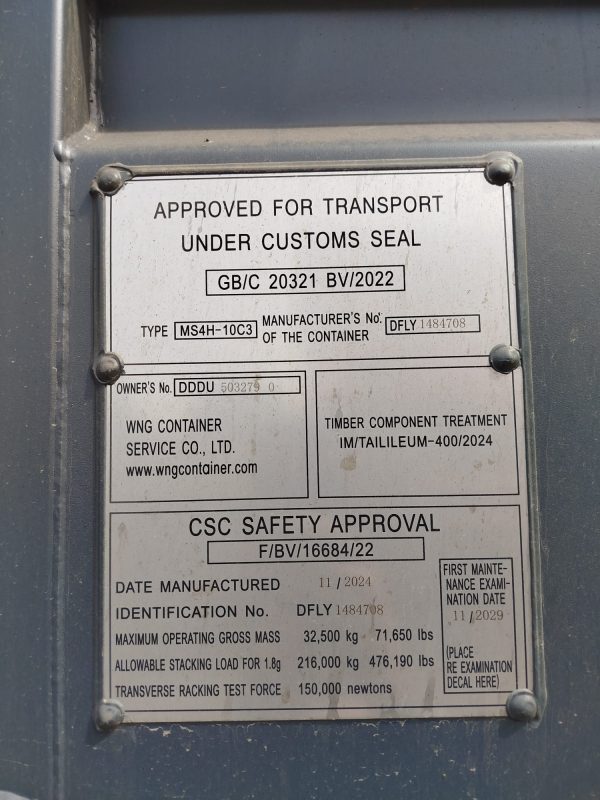 APPROVED FOR TRANSPORT
UNDER CUSTOMS SEAL
GB/C 20321 BV/2022
TYPE MS4H-10C3 MANUFACTURER'S No: OF THE CONTAINER DFLY 1484708
OWNER'S No. DDDU 503279 0
WNG CONTAINER
SERVICE CO., LTD.
www.wngcontainer.com
TIMBER COMPONENT TREATMENT
IM/TAILILEUM-400/2024
CSC SAFETY APPROVAL
F/BV/16684/22
DATE MANUFACTURED 11 / 2024
IDENTIFICATION No. DFLY 1484708
MAXIMUM OPERATING GROSS MASS 32,500 kg 71,650 lbs
ALLOWABLE STACKING LOAD FOR 1.8g 216,000 kg 476,190 lbs
TRANSVERSE RACKING TEST FORCE 150,000 newtons
FIRST MAINTE-
NANCE EXAMI-
NATION DATE
11/2029
(PLACE
RE EXAMINATION
DECAL HERE)